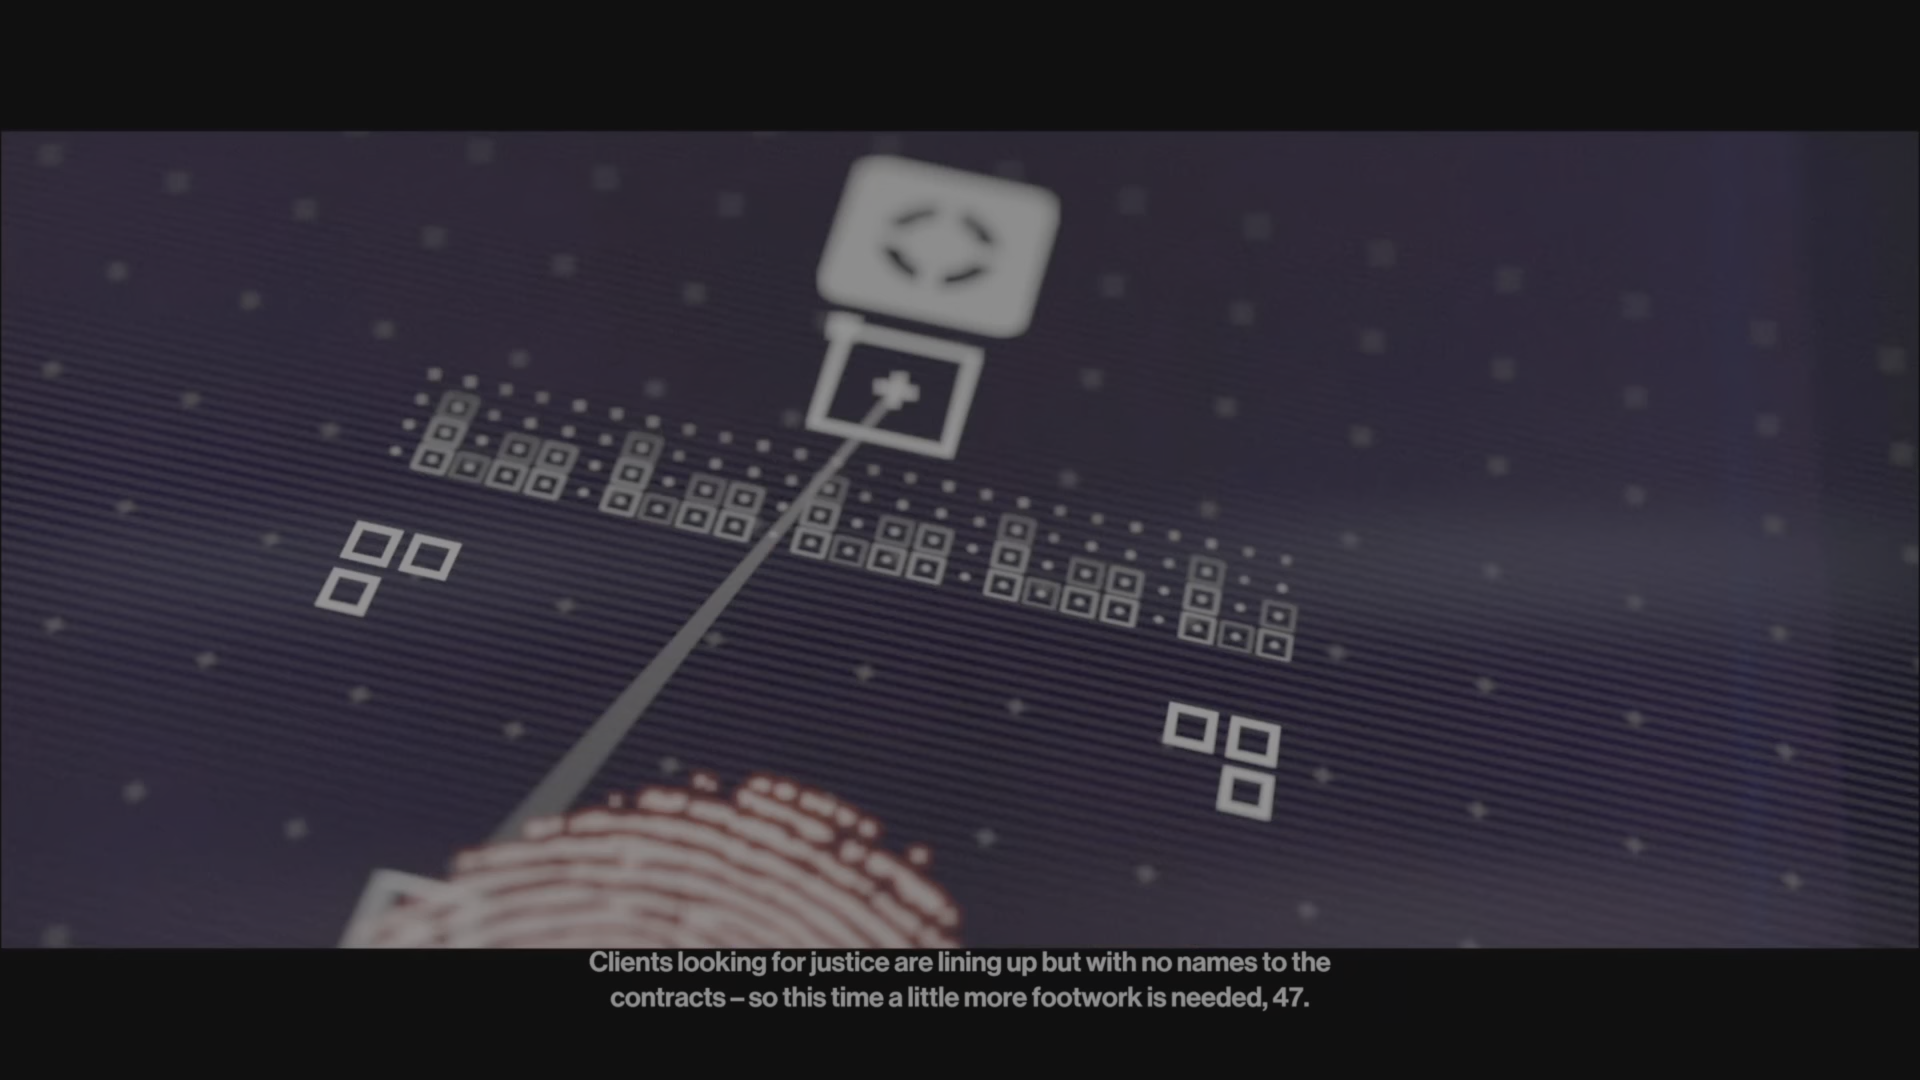 Clients looking for justice are lining up but with no names to the
contracts – so this time a little more footwork is needed, 47.